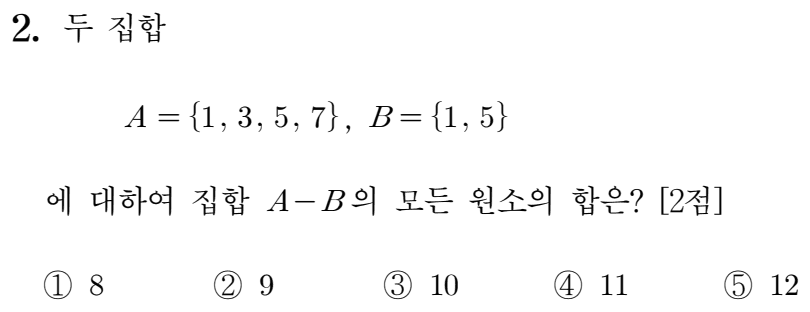 2. 두 집합
A={1, 3, 5, 7}, B={1, 5}
에 대하여 집합 A-B의 모든 원소의 합은? [2점]
① 8 ② 9 ③ 10 ④ 11 ⑤ 12